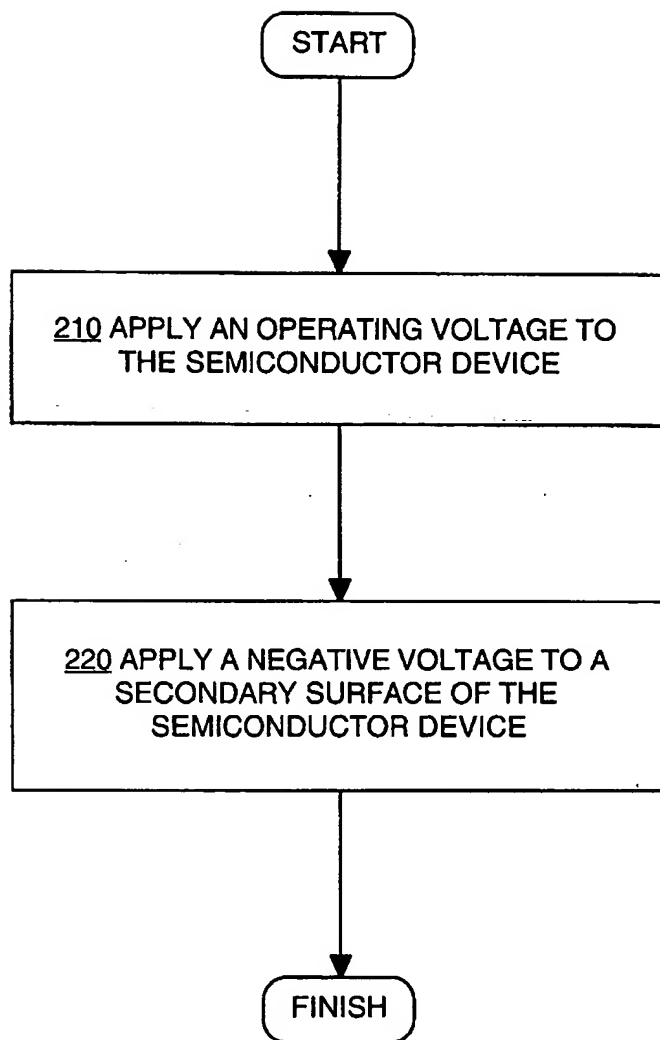 START
210 APPLY AN OPERATING VOLTAGE TO
THE SEMICONDUCTOR DEVICE
220 APPLY A NEGATIVE VOLTAGE TO A
SECONDARY SURFACE OF THE
SEMICONDUCTOR DEVICE
FINISH